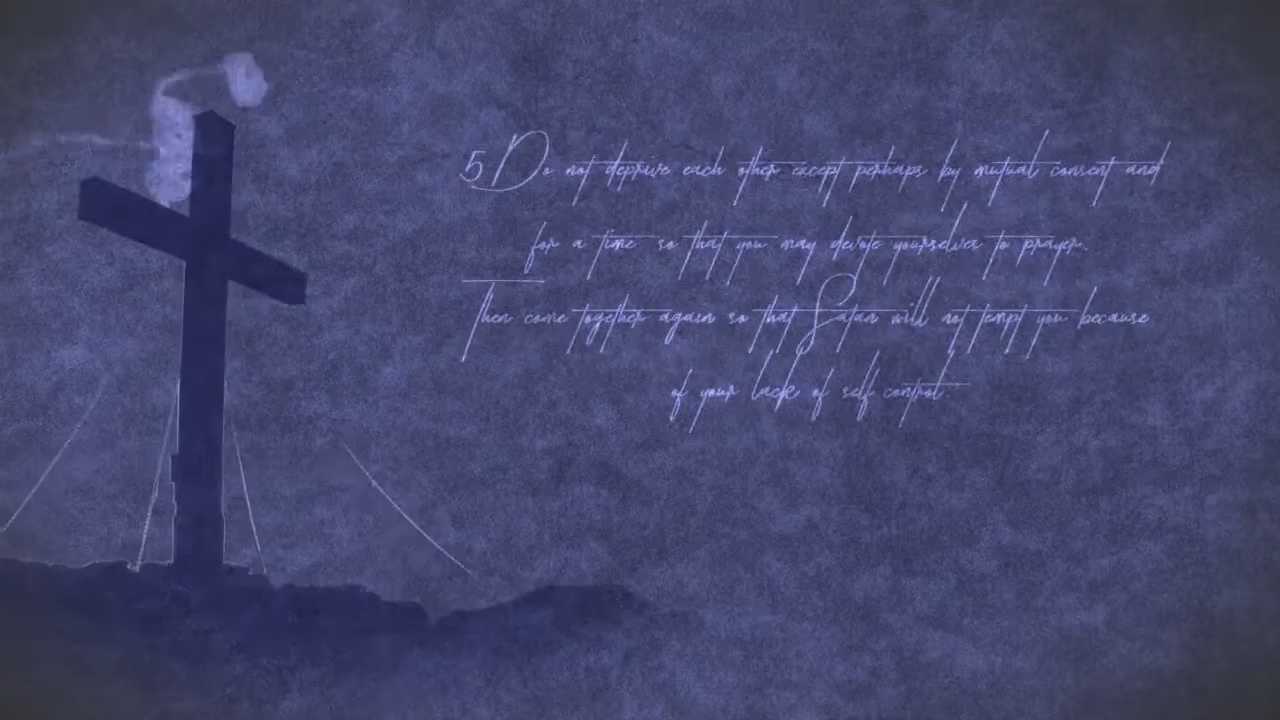 5 Do not deprive each other except perhaps by mutual consent and
for a time so that you may devote yourselves to prayer.
Then come together again so that Satan will not tempt you because
of your lack of self control.